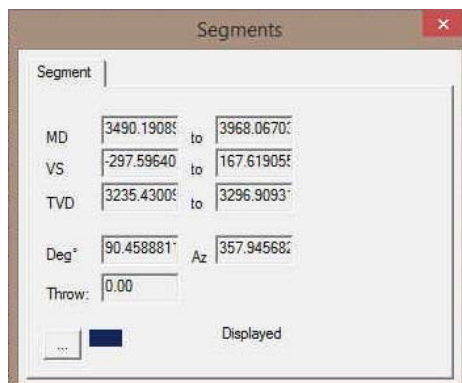 Segments
Segment
MD 3490.19089 to 3968.06703
VS -297.59640 to 167.619055
TVD 3235.43009 to 3296.90931
Deg° 90.4588811 Az 357.945682
Throw: 0.00
... Displayed